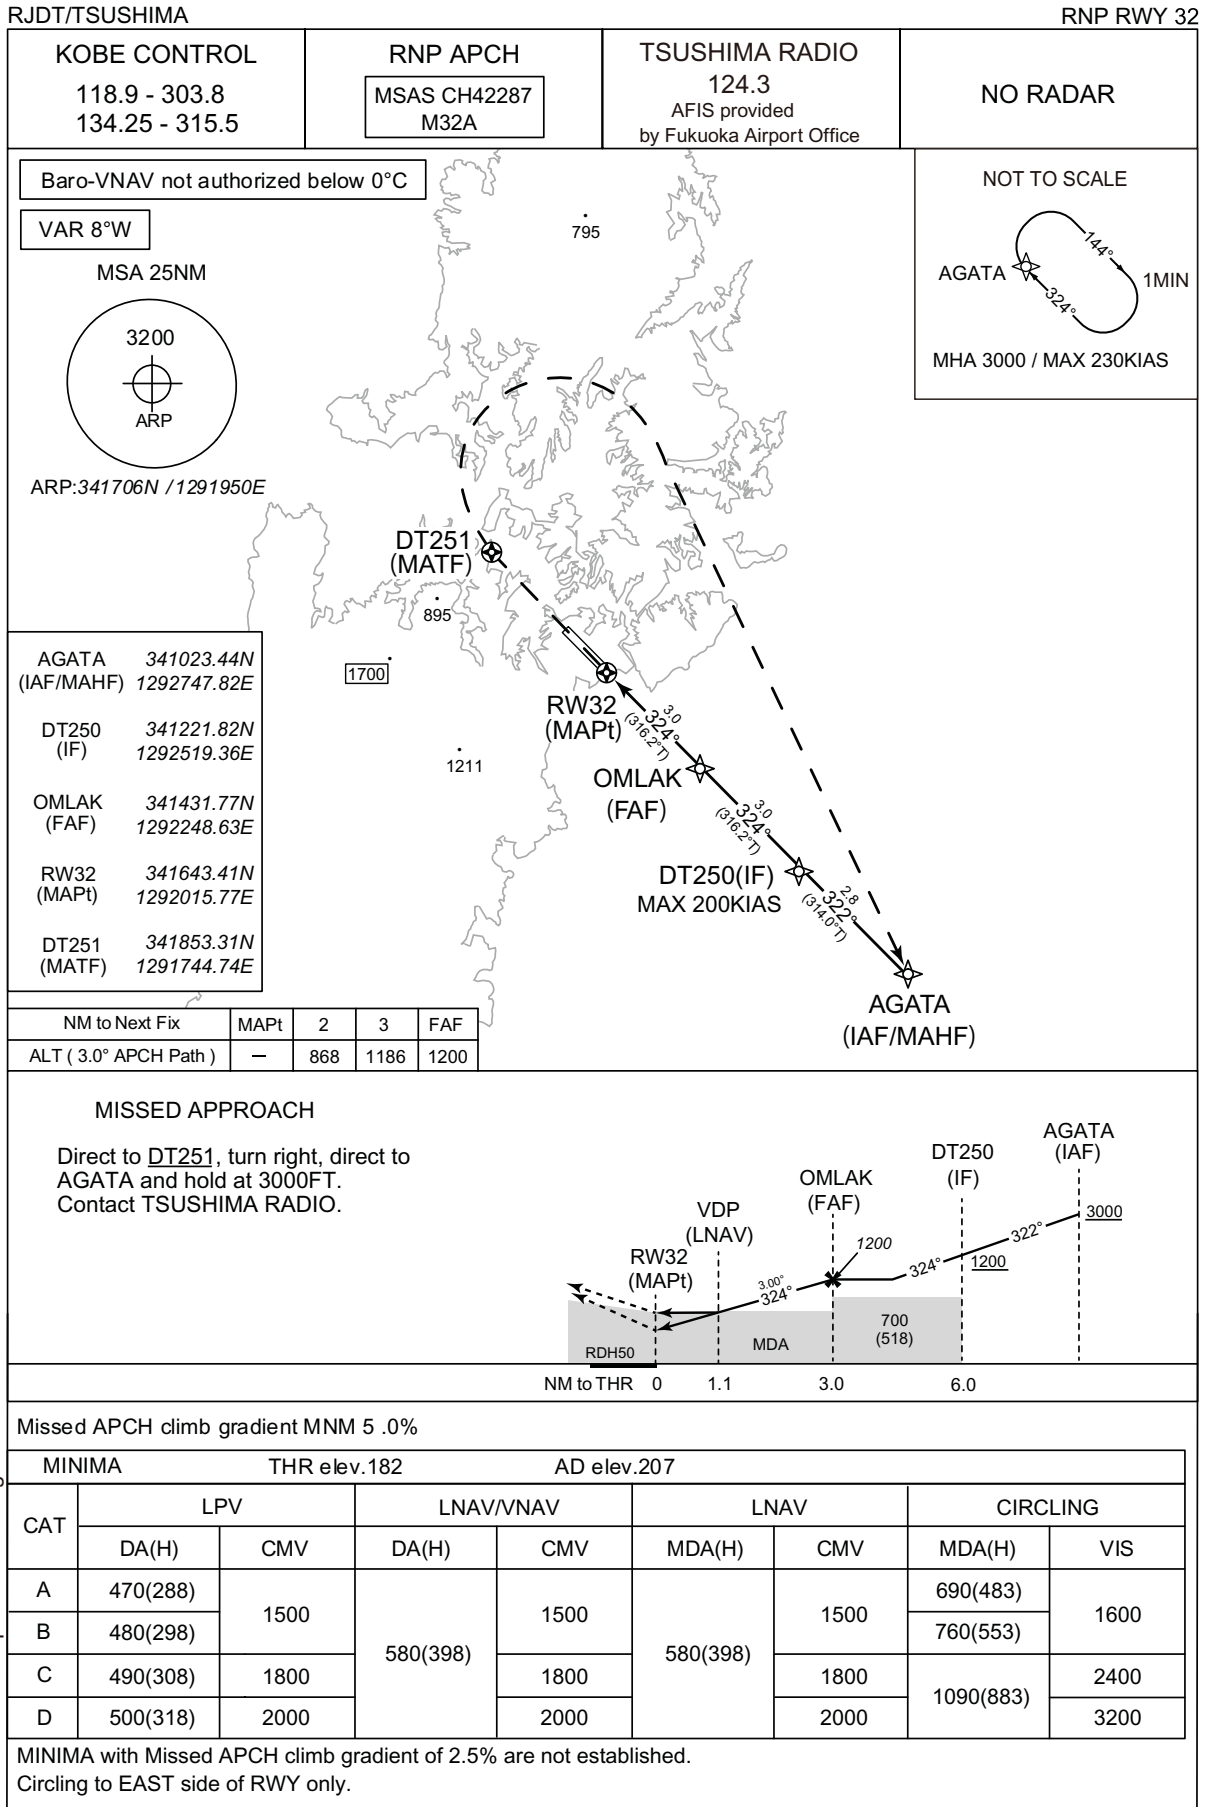 RJDT/TSUSHIMA
RNP RWY 32
KOBE CONTROL
118.9 - 303.8
134.25 - 315.5
RNP APCH
MSAS CH42287
M32A
TSUSHIMA RADIO
124.3
AFIS provided
by Fukuoka Airport Office
NO RADAR
Baro-VNAV not authorized below 0°C
VAR 8°W
MSA 25NM
3200
ARP
ARP:341706N / 1291950E
NOT TO SCALE
AGATA
144°
324°
1MIN
MHA 3000 / MAX 230KIAS
795
DT251
(MATF)
895
1700
1211
RW32
(MAPt)
3.0
324°
(316.2°T)
OMLAK
(FAF)
3.0
324°
(316.2°T)
DT250(IF)
MAX 200KIAS
2.8
322°
(314.0°T)
AGATA
(IAF/MAHF)
AGATA 341023.44N
(IAF/MAHF) 1292747.82E
DT250 341221.82N
(IF) 1292519.36E
OMLAK 341431.77N
(FAF) 1292248.63E
RW32 341643.41N
(MAPt) 1292015.77E
DT251 341853.31N
(MATF) 1291744.74E
NM to Next Fix MAPt 2 3 FAF
ALT ( 3.0° APCH Path ) — 868 1186 1200
MISSED APPROACH
Direct to DT251, turn right, direct to
AGATA and hold at 3000FT.
Contact TSUSHIMA RADIO.
AGATA
(IAF)
DT250
(IF)
OMLAK
(FAF)
VDP
(LNAV)
RW32
(MAPt)
3000
322°
1200
324°
1200
3.00°
324°
700
(518)
MDA
RDH50
NM to THR 0 1.1 3.0 6.0
Missed APCH climb gradient MNM 5 .0%
MINIMA THR elev.182 AD elev.207
CAT LPV LNAV/VNAV LNAV CIRCLING
DA(H) CMV DA(H) CMV MDA(H) CMV MDA(H) VIS
A 470(288) 1500 580(398) 1500 580(398) 1500 690(483) 1600
B 480(298) 760(553)
C 490(308) 1800 1800 1800 1090(883) 2400
D 500(318) 2000 2000 2000 3200
MINIMA with Missed APCH climb gradient of 2.5% are not established.
Circling to EAST side of RWY only.